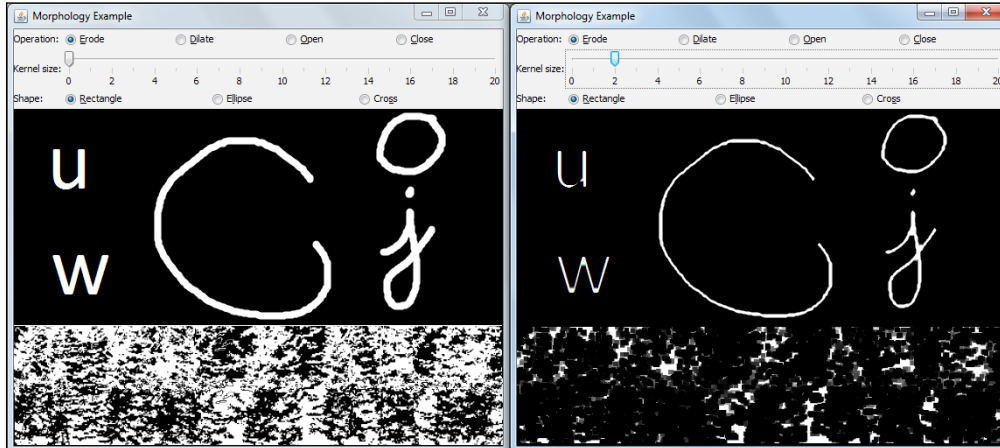 Morphology Example
Operation: Erode Dilate Open Close
Kernel size:
0 2 4 6 8 10 12 14 16 18 20
Shape: Rectangle Ellipse Cross
u
w
j
Morphology Example
Operation: Erode Dilate Open Close
Kernel size:
0 2 4 6 8 10 12 14 16 18 20
Shape: Rectangle Ellipse Cross
u
w
j